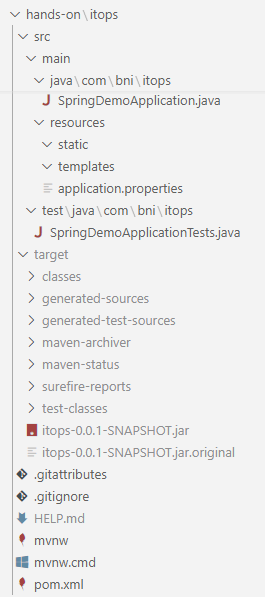 hands-on\itops
src
main
java\com\bni\itops
SpringDemoApplication.java
resources
static
templates
application.properties
test\java\com\bni\itops
SpringDemoApplicationTests.java
target
classes
generated-sources
generated-test-sources
maven-archiver
maven-status
surefire-reports
test-classes
itops-0.0.1-SNAPSHOT.jar
itops-0.0.1-SNAPSHOT.jar.original
.gitattributes
.gitignore
HELP.md
mvnw
mvnw.cmd
pom.xml